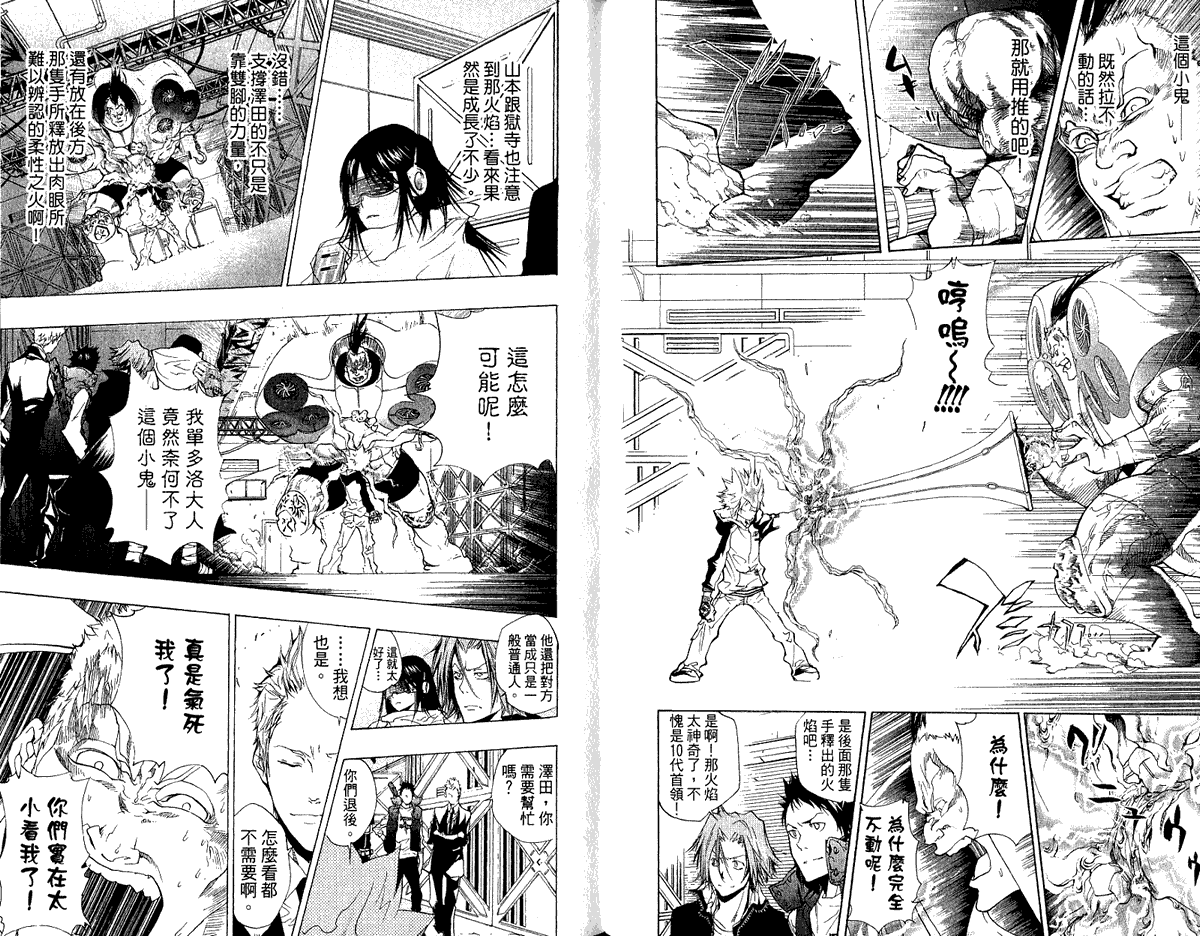 這個小鬼
既然拉不
動的話…
那就用推的吧──
哼嗚～～!!!!
為什麼！
為什麼完全
不動呢！
是後面那隻
手釋出的火
焰吧…
是啊！那火焰
太神奇了，不
愧是10代首領！
山本跟獄寺也注意
到那火焰…看來果
然是成長了不少。
沒錯……
支撐澤田的不只是
靠雙腳的力量，
還有放在後方
那隻手所釋放出肉眼所
難以辨認的柔性之火啊！
這怎麼
可能呢！
我單多洛大人
竟然奈何不了
這個小鬼──
他還把對方
當成只是一
般普通人。
這就太
好了…
……我想
也是。
澤田，你
需要幫忙
嗎？
你們退後。
怎麼看都
不需要啊。
真是氣死
我了！
你們實在太
小看我了！